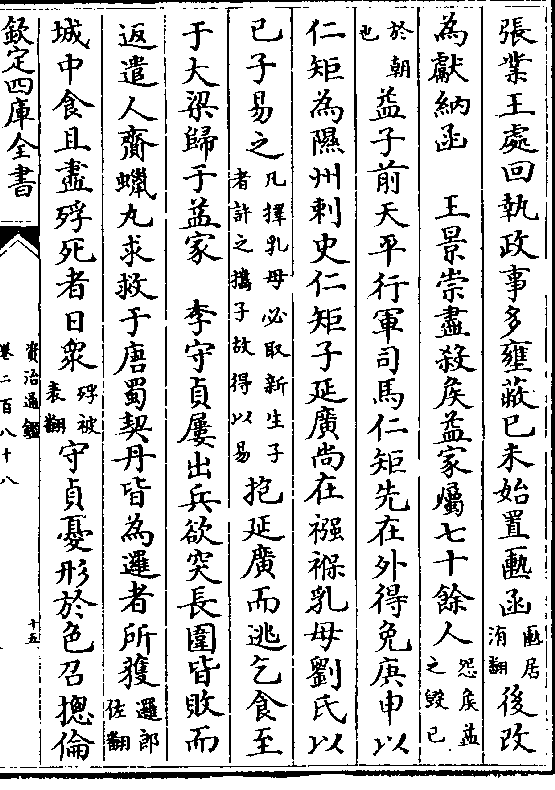 張業王處回執政事多壅蔽己未始置匭函匭居洧翻後改
為獻納函　王景崇盡殺矦益家屬七十餘人怨矦益之毀已
於朝也益子前天平行軍司馬仁矩先在外得免庚申以
仁矩為隰州刺史仁矩子延廣尚在襁褓乳母劉氏以
已子易之凡擇乳母必取新生子者許之攜子故得以易抱延廣而逃乞食至
于大梁歸于益家　李守貞屢出兵欲突長圍皆敗而
返遣人齎蠟丸求救于唐蜀契丹皆為邏者所獲邏郎佐翻
城中食且盡殍死者日衆殍被表翻守貞憂形於色召摠倫
欽定四庫全書
資治通鑑
卷二百八十八
十五